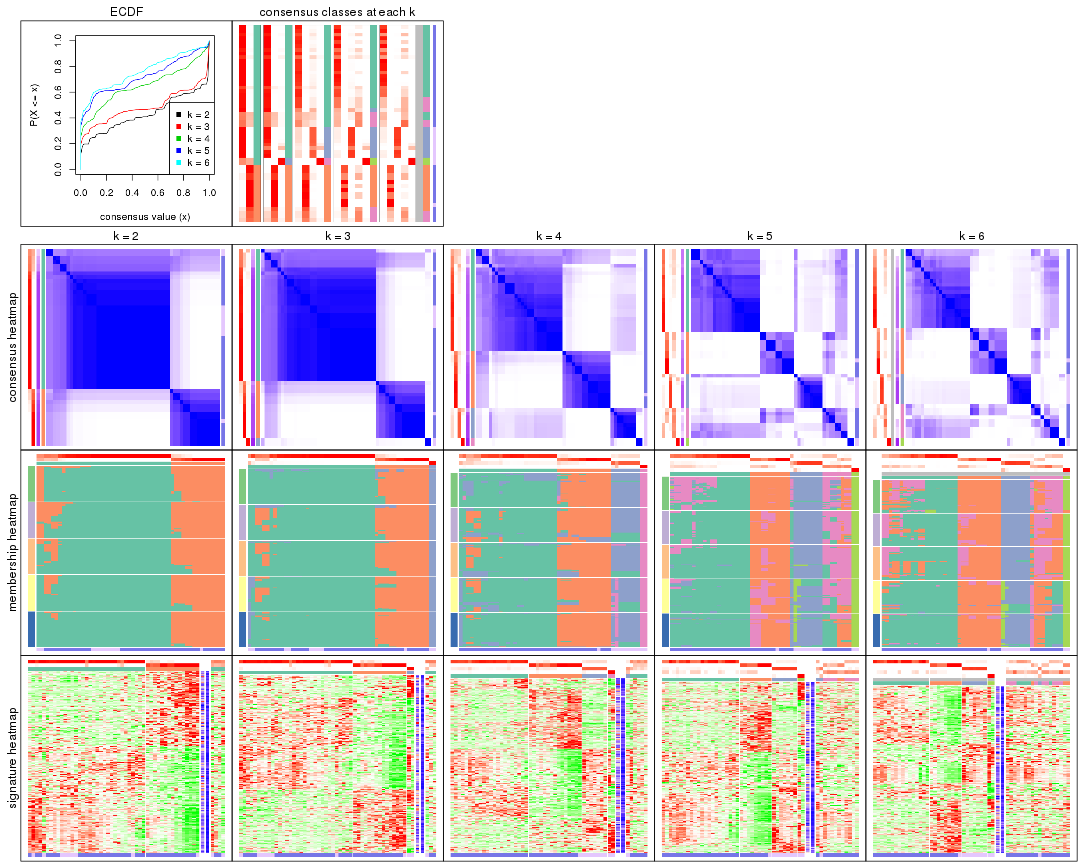 ECDF
consensus classes at each k
P(X <= x)
0.0 0.2 0.4 0.6 0.8 1.0
k = 2
k = 3
k = 4
k = 5
k = 6
0.0 0.2 0.4 0.6 0.8 1.0
consensus value (x)
k = 2
k = 3
k = 4
k = 5
k = 6
consensus heatmap
membership heatmap
signature heatmap